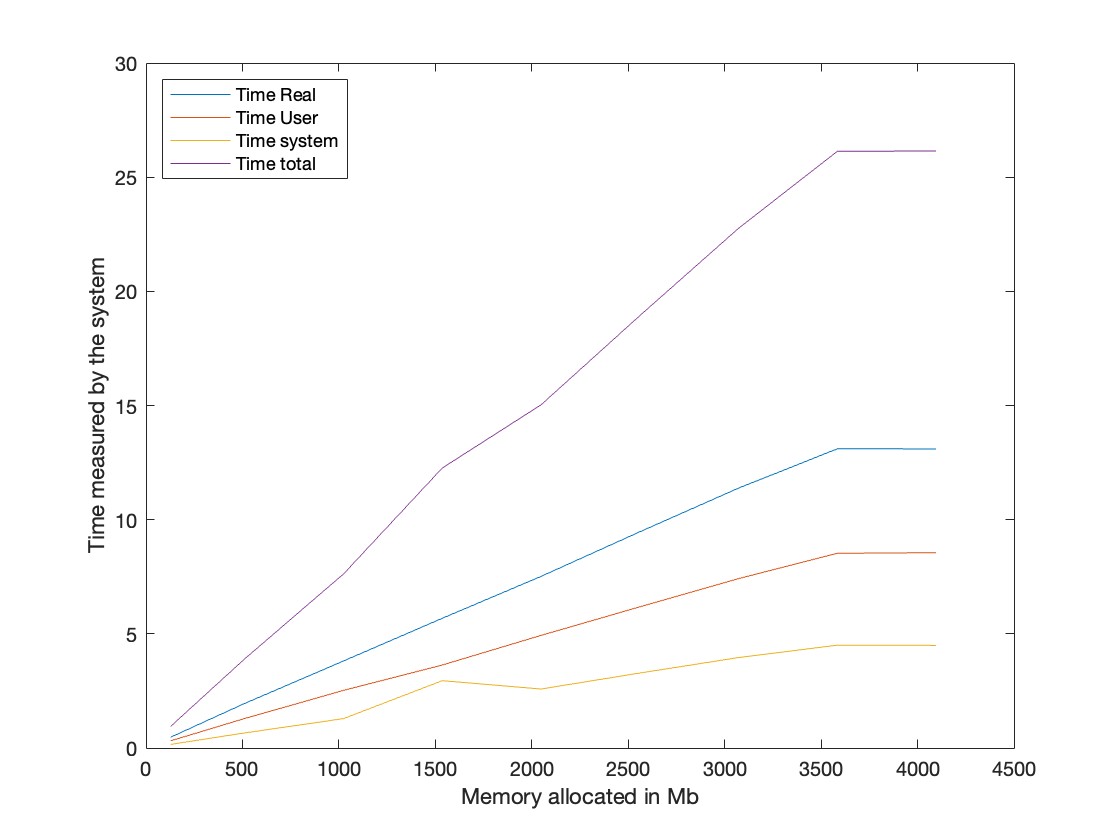 30
25
20
15
10
5
0
Time measured by the system
Time Real
Time User
Time system
Time total
0 500 1000 1500 2000 2500 3000 3500 4000 4500
Memory allocated in Mb